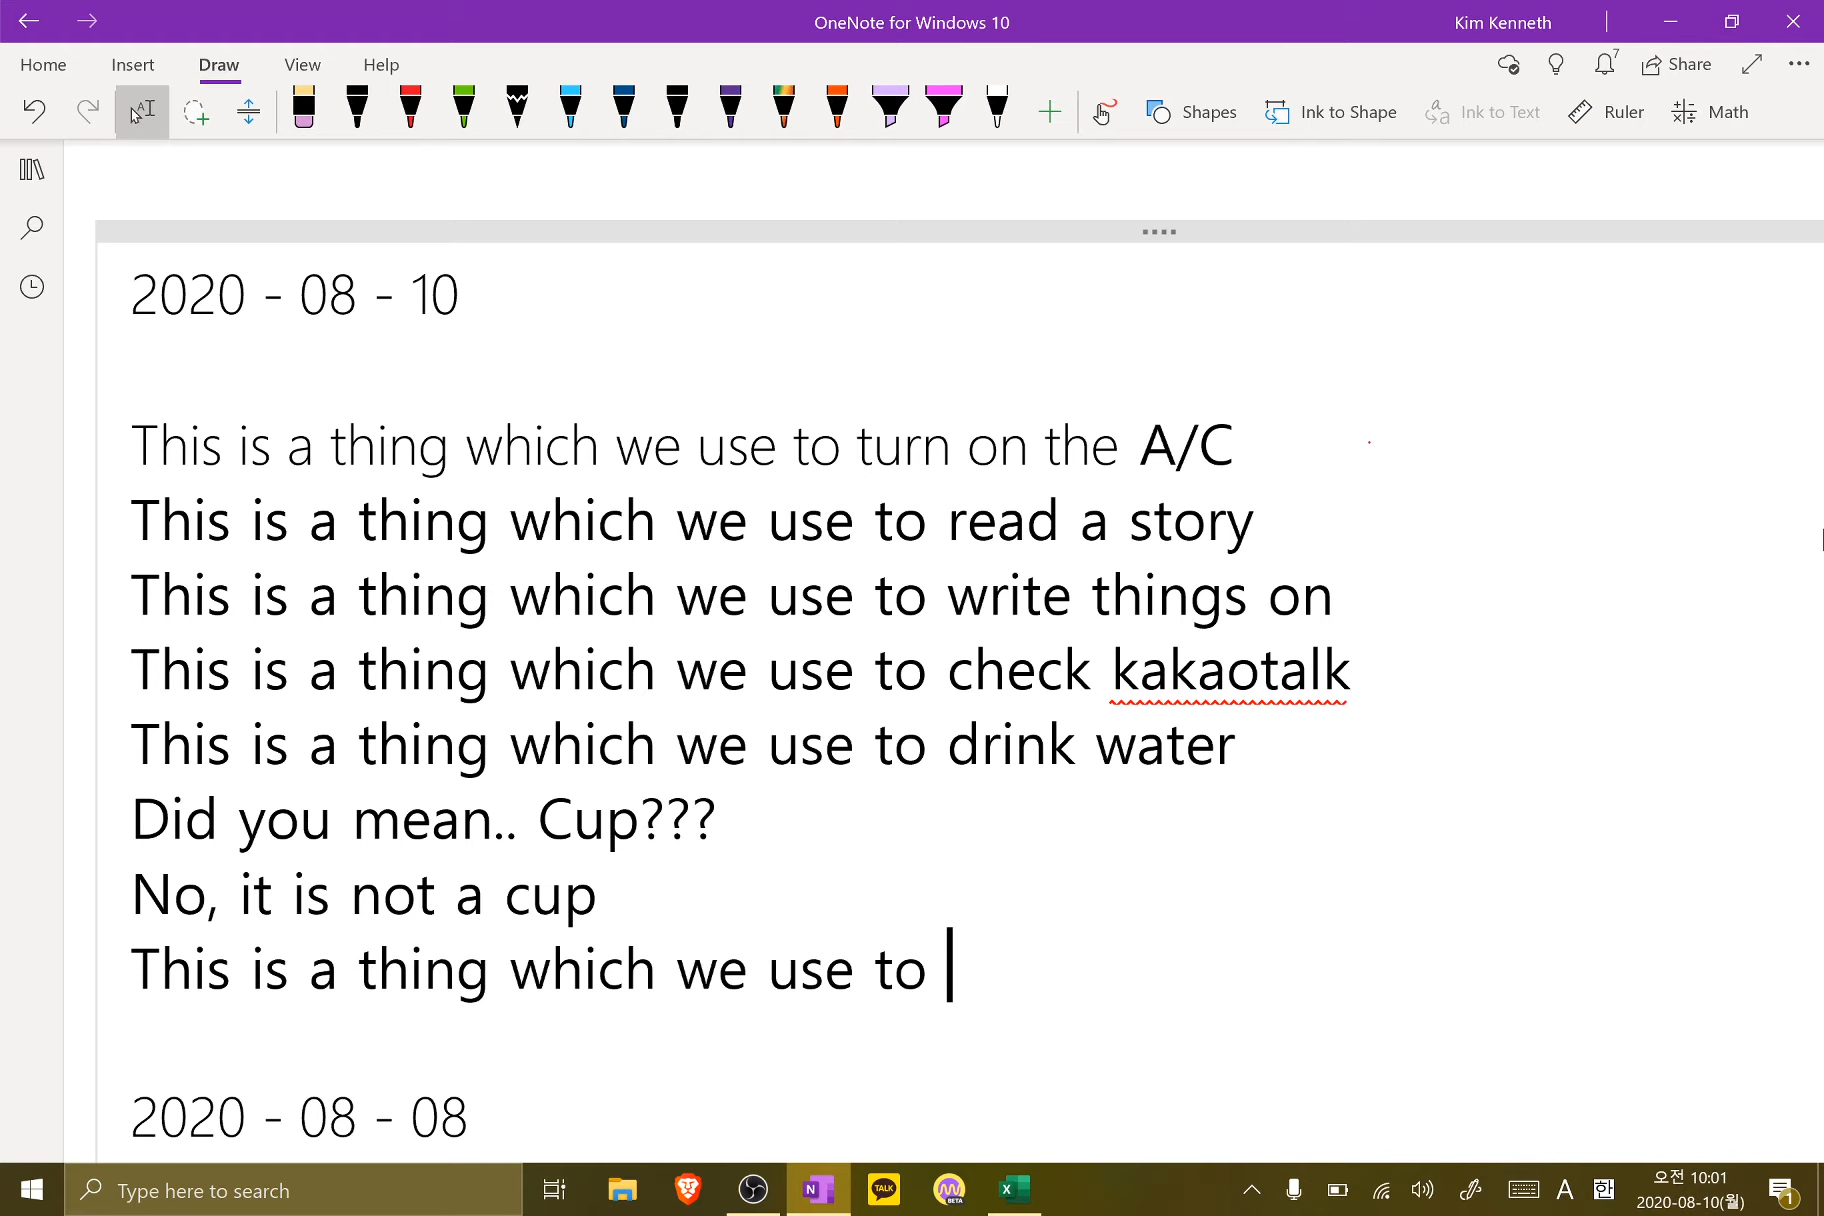 OneNote for Windows 10
Kim Kenneth
Home Insert Draw View Help
7
Share
Shapes
Ink to Shape
Ink to Text
Ruler
Math
2020 - 08 - 10
This is a thing which we use to turn on the A/C
This is a thing which we use to read a story
This is a thing which we use to write things on
This is a thing which we use to check kakaotalk
This is a thing which we use to drink water
Did you mean.. Cup???
No, it is not a cup
This is a thing which we use to
2020 - 08 - 08
Type here to search
N
TALK
BETA
X
A
한
오전 10:01
2020-08-10(월)
1